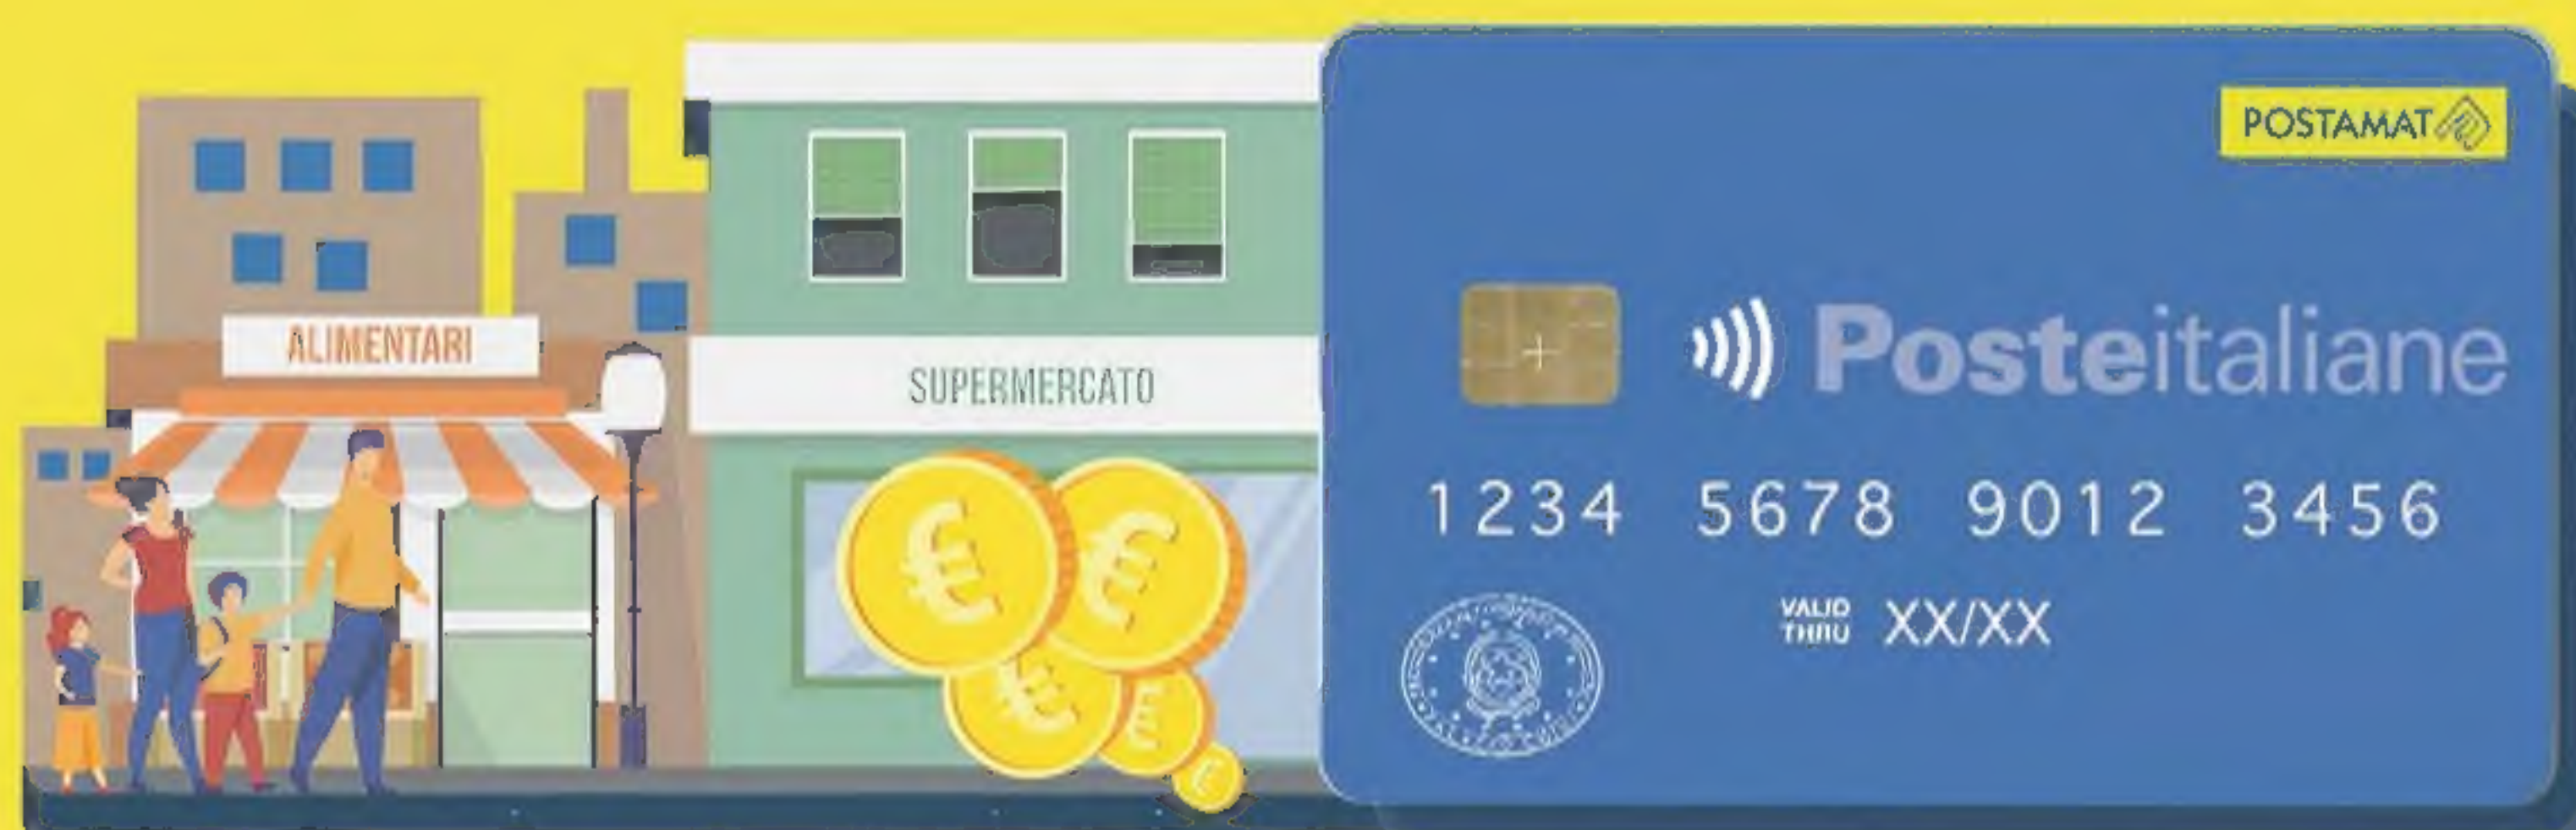 ALIMENTARI
SUPERMERCATO
POSTAMAT
Posteitaliane
1234 5678 9012 3456
VALID
THRU
XX/XX